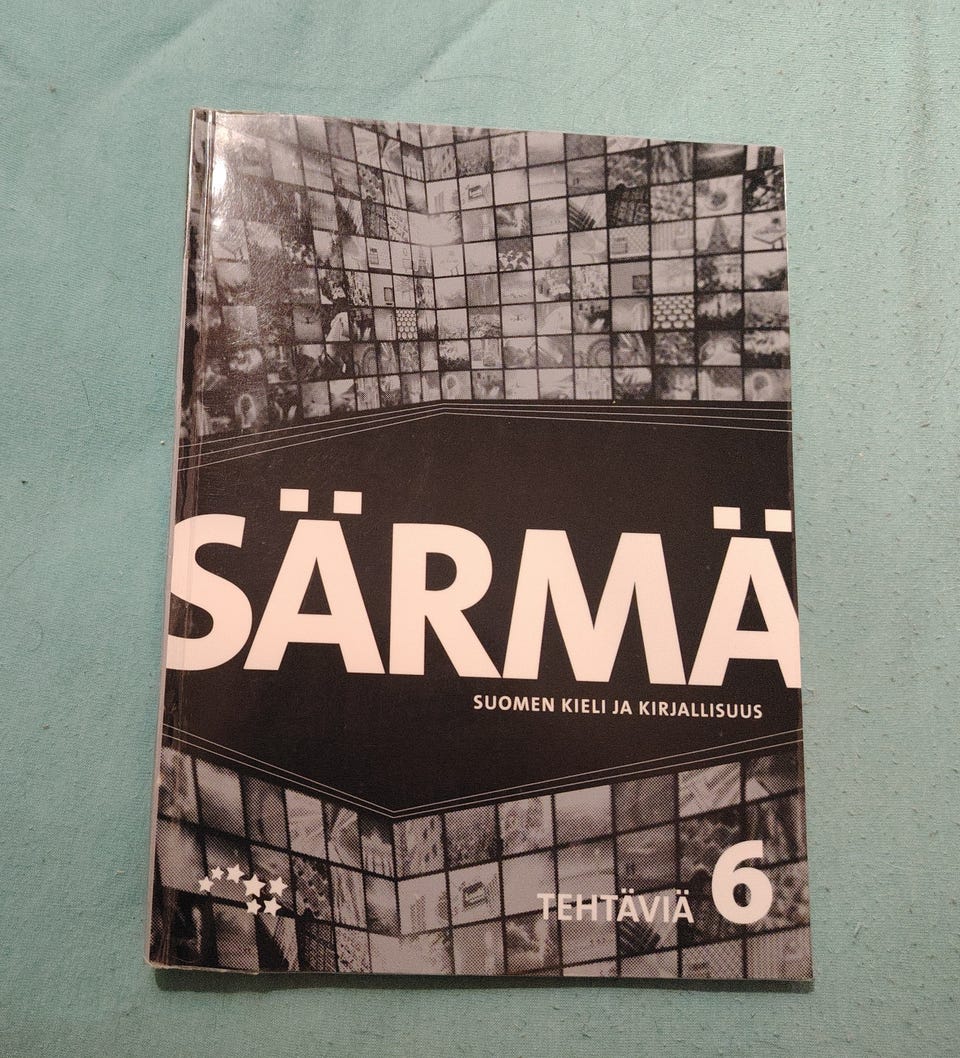 SÄRMÄ
SUOMEN KIELI JA KIRJALLISUUS
TEHTÄVIÄ 6